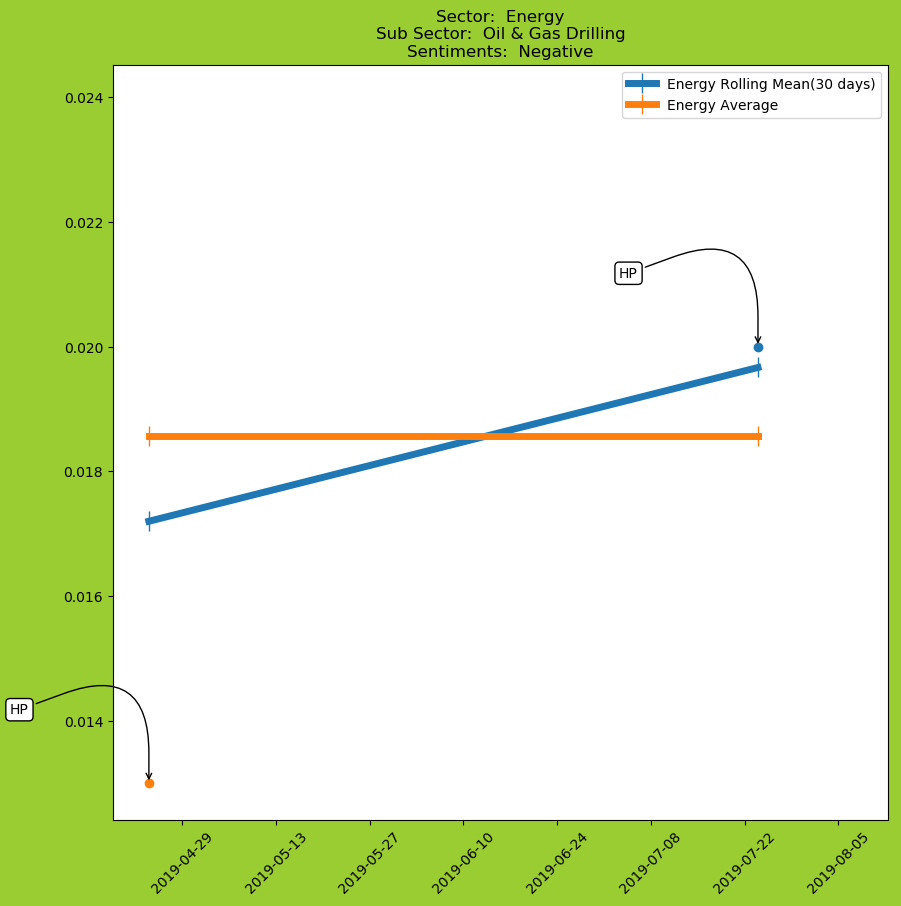 Sector:  Energy
Sub Sector:  Oil & Gas Drilling
Sentiments:  Negative
Energy Rolling Mean(30 days)
Energy Average
0.024
0.022
0.020
0.018
0.016
0.014
HP
HP
2019-04-29
2019-05-13
2019-05-27
2019-06-10
2019-06-24
2019-07-08
2019-07-22
2019-08-05